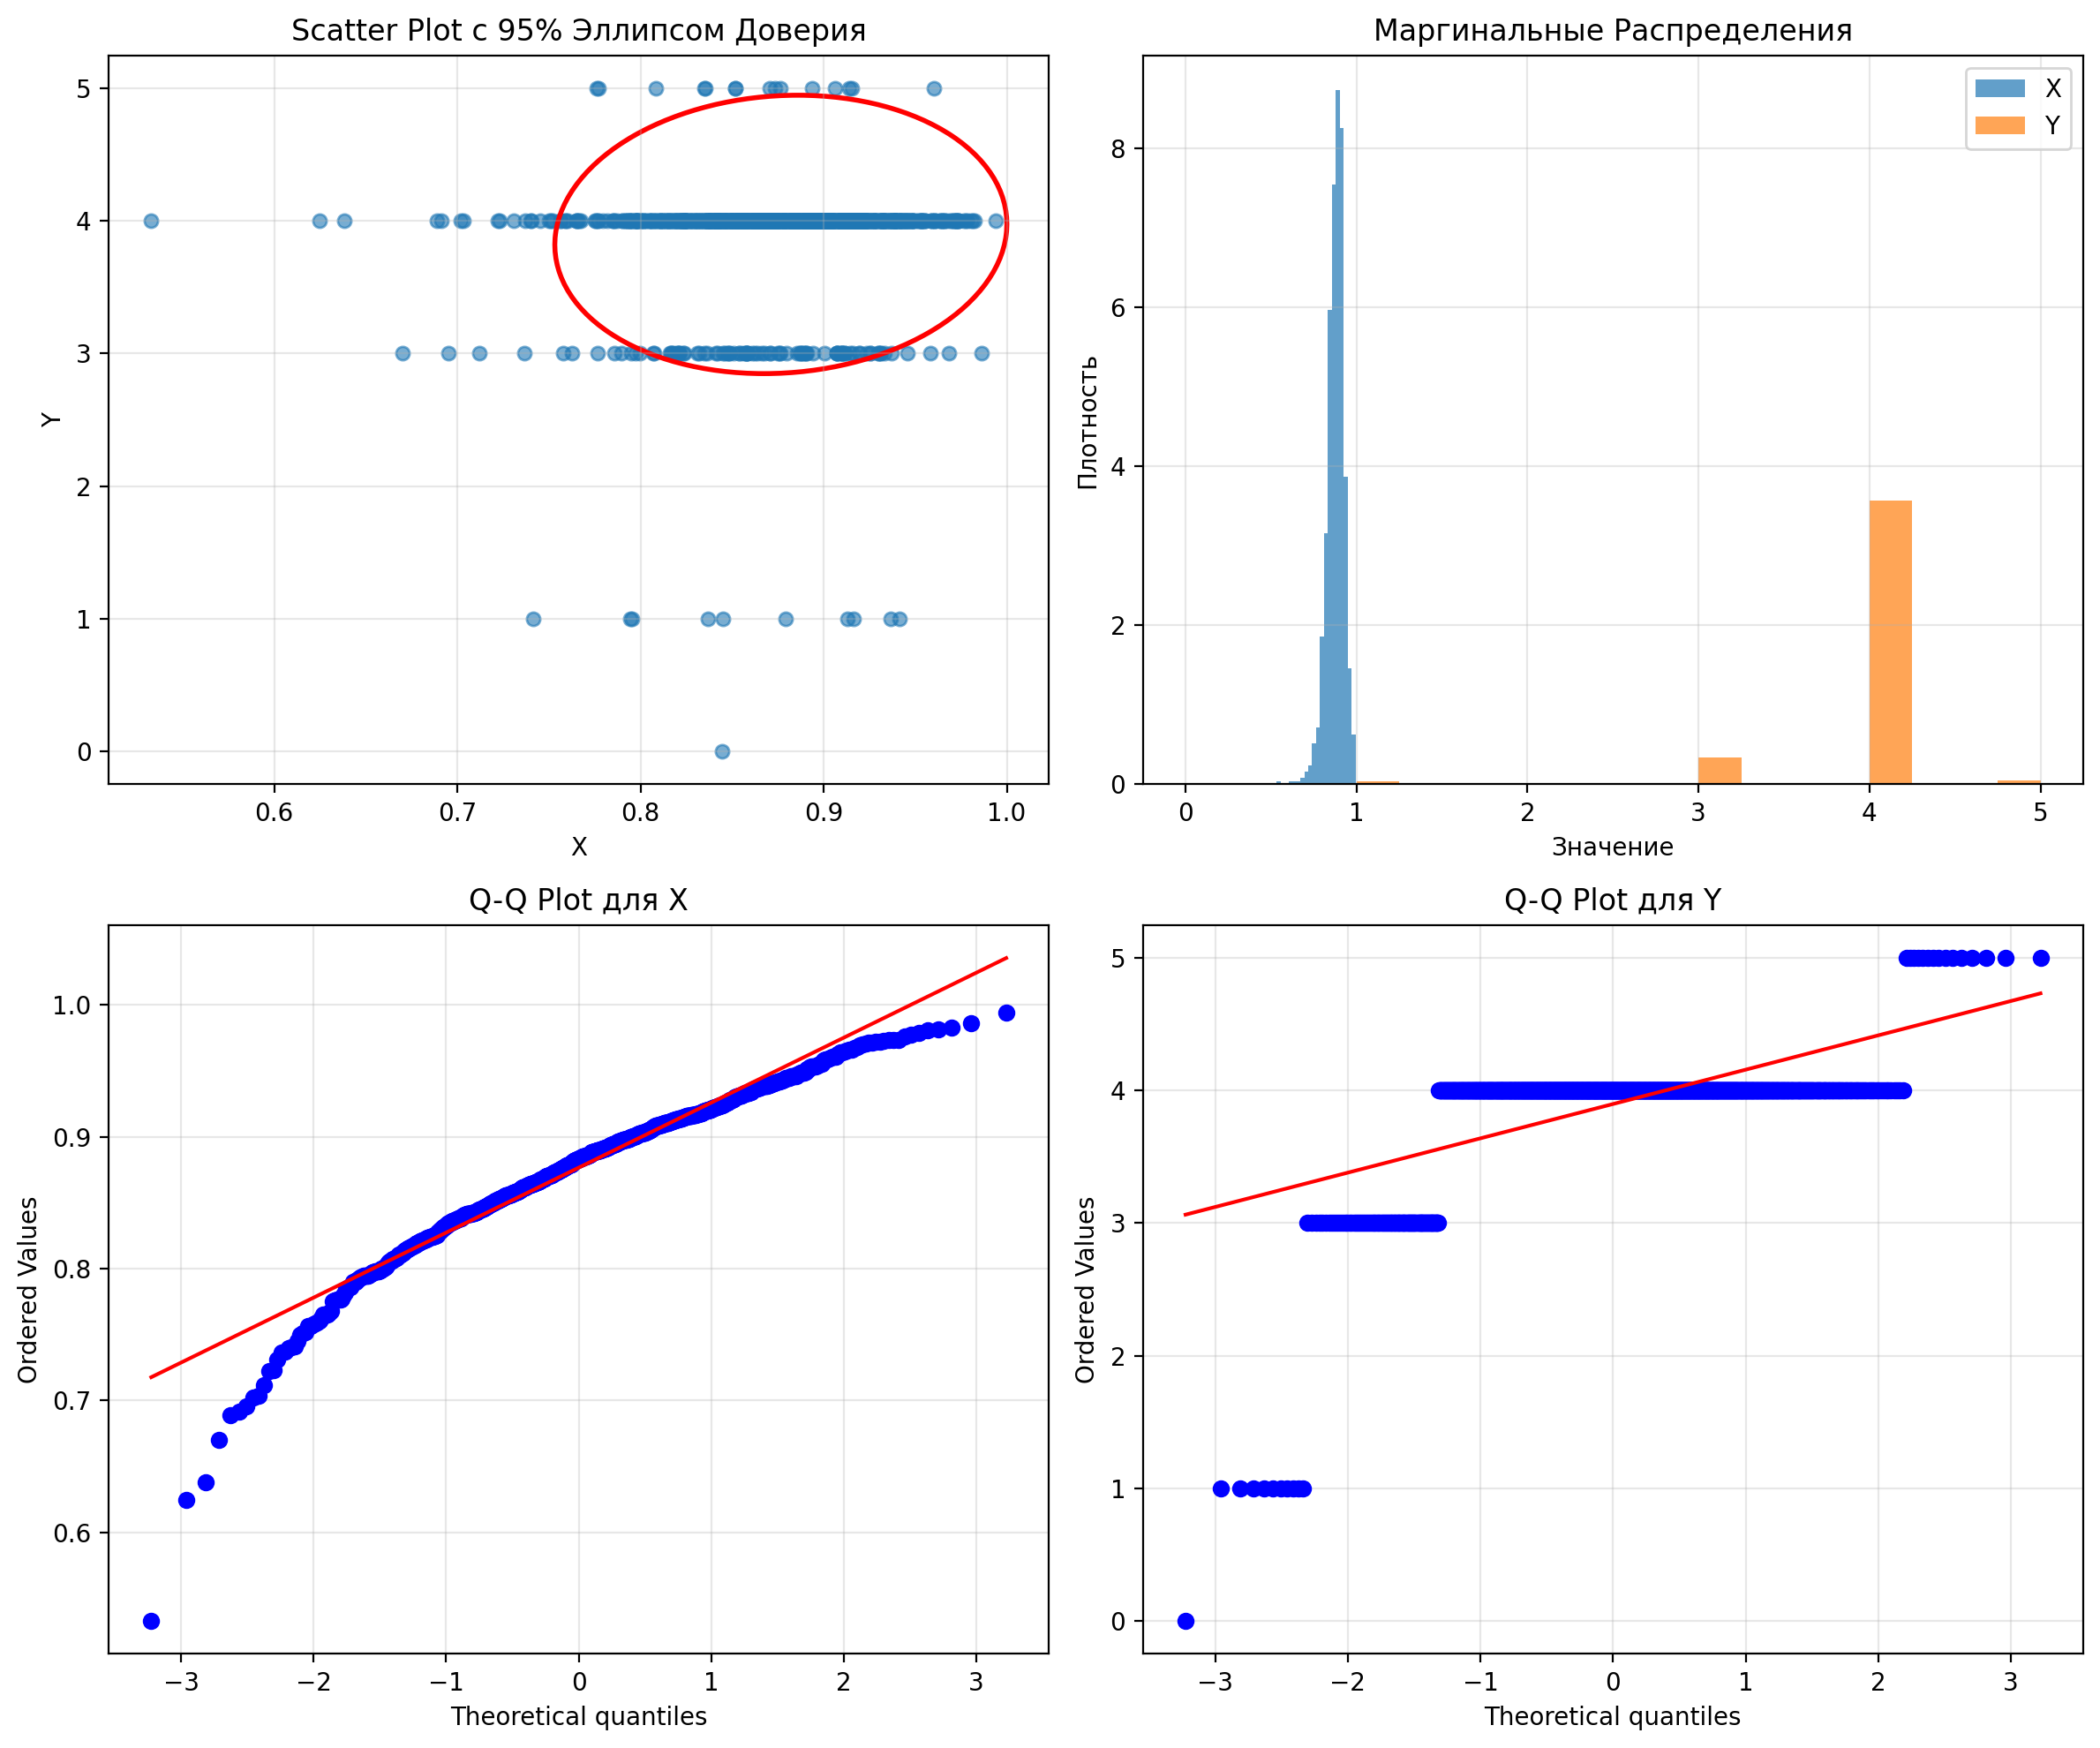 Scatter Plot с 95% Эллипсом Доверия
5
4
3
2
1
0
Y
0.6 0.7 0.8 0.9 1.0
X
Маргинальные Распределения
X
Y
8
6
4
2
0
Плотность
0 1 2 3 4 5
Значение
Q-Q Plot для X
1.0
0.9
0.8
0.7
0.6
Ordered Values
−3 −2 −1 0 1 2 3
Theoretical quantiles
Q-Q Plot для Y
5
4
3
2
1
0
Ordered Values
−3 −2 −1 0 1 2 3
Theoretical quantiles